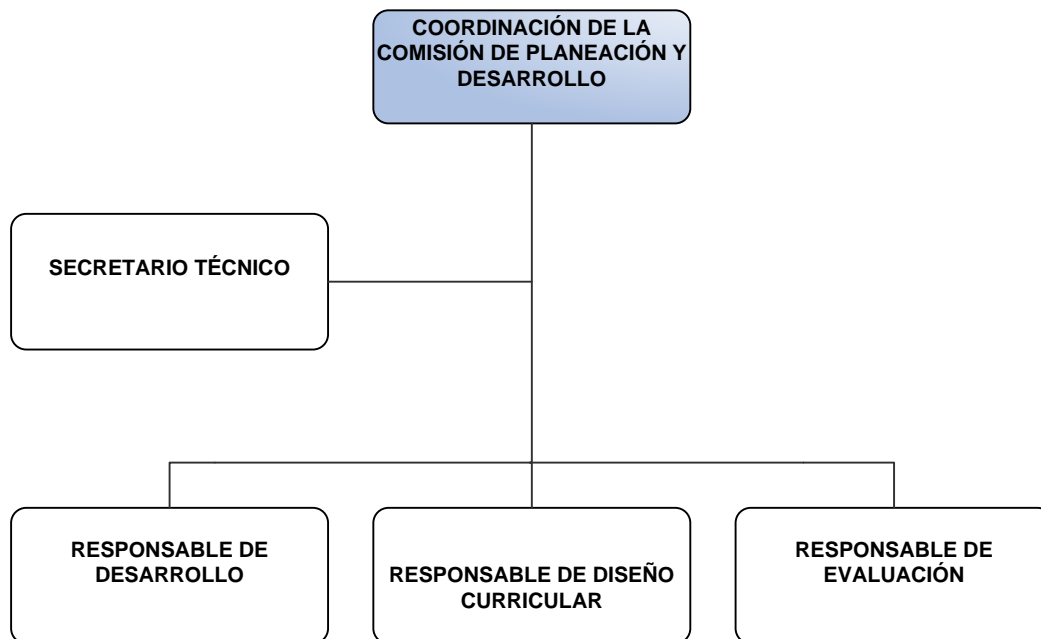 COORDINACIÓN DE LA
COMISIÓN DE PLANEACIÓN Y
DESARROLLO
SECRETARIO TÉCNICO
RESPONSABLE DE
DESARROLLO
RESPONSABLE DE DISEÑO
CURRICULAR
RESPONSABLE DE
EVALUACIÓN